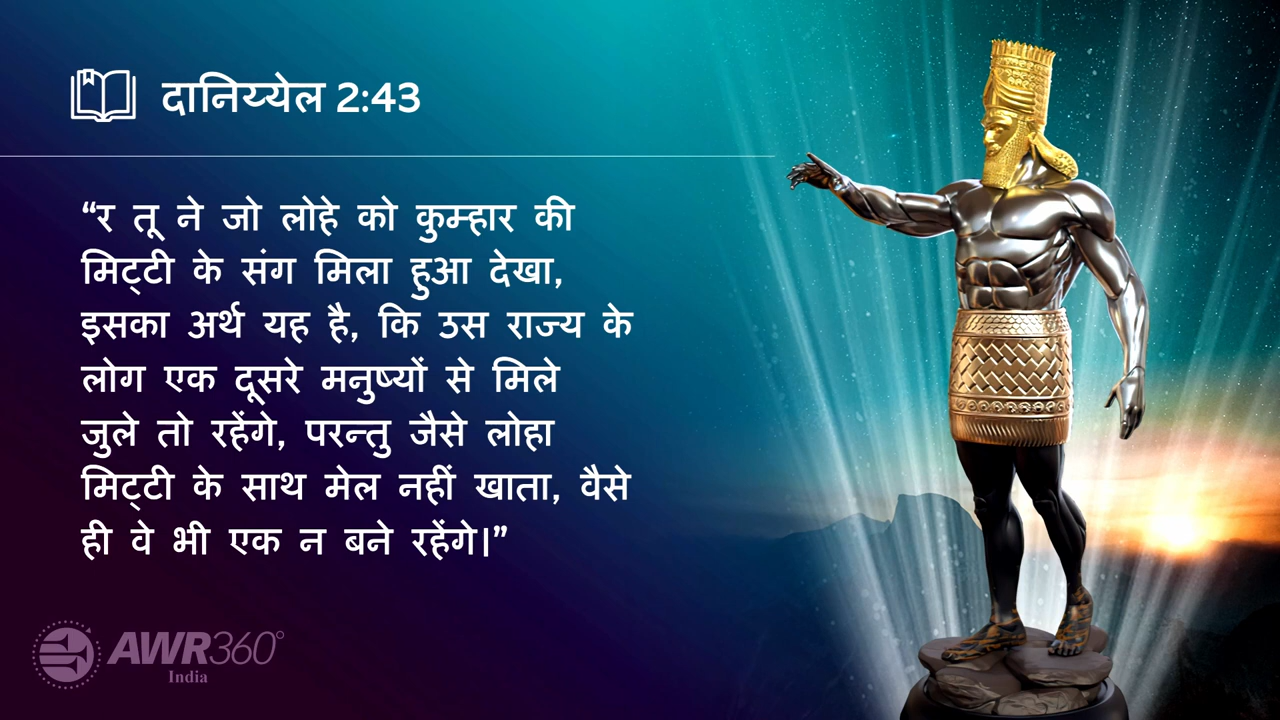 दानिय्येल 2:43
“र तू ने जो लोहे को कुम्हार की
मिट्टी के संग मिला हुआ देखा,
इसका अर्थ यह है, कि उस राज्य के
लोग एक दूसरे मनुष्यों से मिले
जुले तो रहेंगे, परन्तु जैसे लोहा
मिट्टी के साथ मेल नहीं खाता, वैसे
ही वे भी एक न बने रहेंगे।”
AWR360°
India